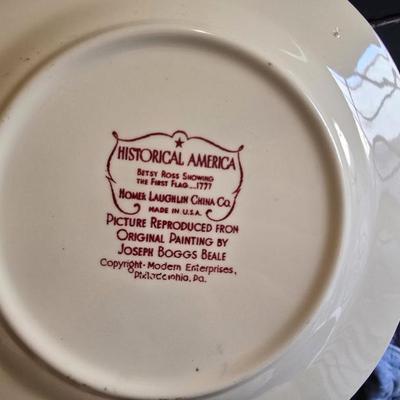 HISTORICAL AMERICA
BETSY ROSS SHOWING
THE FIRST FLAG...1777
HOMER LAUGHLIN CHINA CO.
MADE IN U.S.A.
PICTURE REPRODUCED FROM
ORIGINAL PAINTING BY
JOSEPH BOGGS BEALE
Copyright - Modern Enterprises,
Philadelphia, Pa.